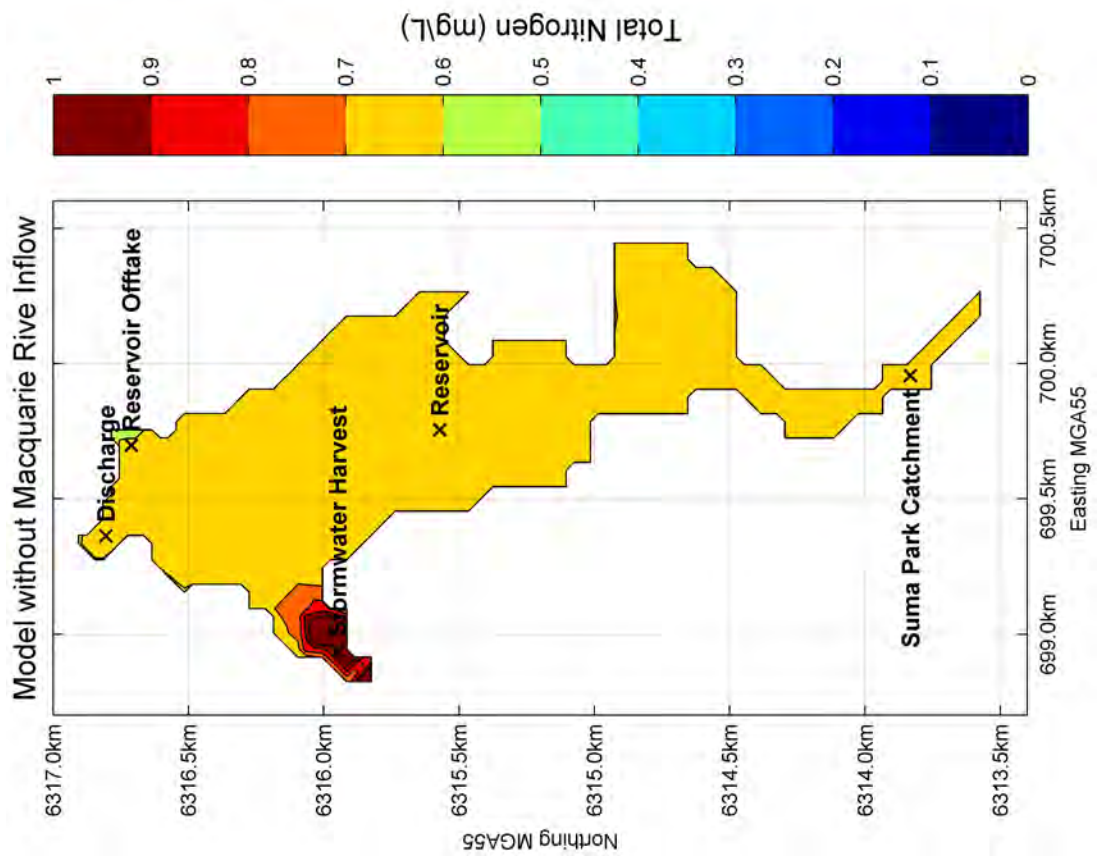 Model without Macquarie Rive Inflow
Discharge
Reservoir Offtake
Stormwater Harvest
Reservoir
Suma Park Catchment
6317.0km
6316.5km
6316.0km
6315.5km
6315.0km
6314.5km
6314.0km
6313.5km
Northing MGA55
699.0km
699.5km
700.0km
700.5km
Easting MGA55
1
0.9
0.8
0.7
0.6
0.5
0.4
0.3
0.2
0.1
0
Total Nitrogen (mg\L)